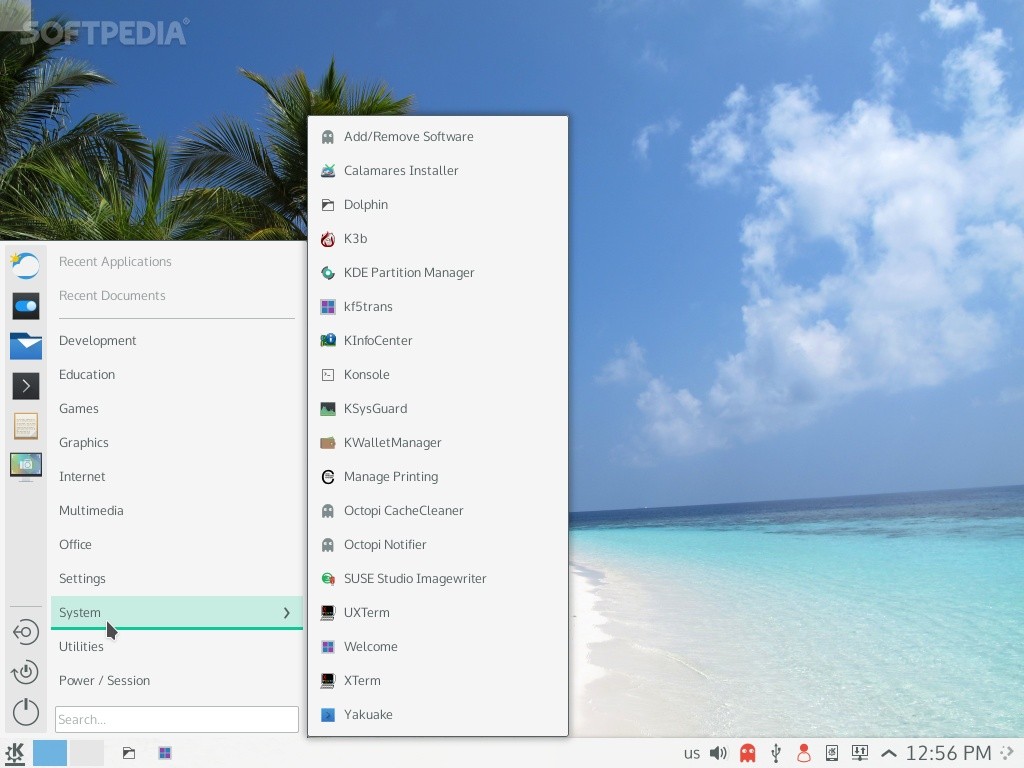 SOFTPEDIA®
Recent Applications
Recent Documents
Development
Education
Games
Graphics
Internet
Multimedia
Office
Settings
System
Utilities
Power / Session
Search...
Add/Remove Software
Calamares Installer
Dolphin
K3b
KDE Partition Manager
kf5trans
KInfoCenter
Konsole
KSysGuard
KWalletManager
Manage Printing
Octopi CacheCleaner
Octopi Notifier
SUSE Studio Imagewriter
UXTerm
Welcome
XTerm
Yakuake
us
12:56 PM